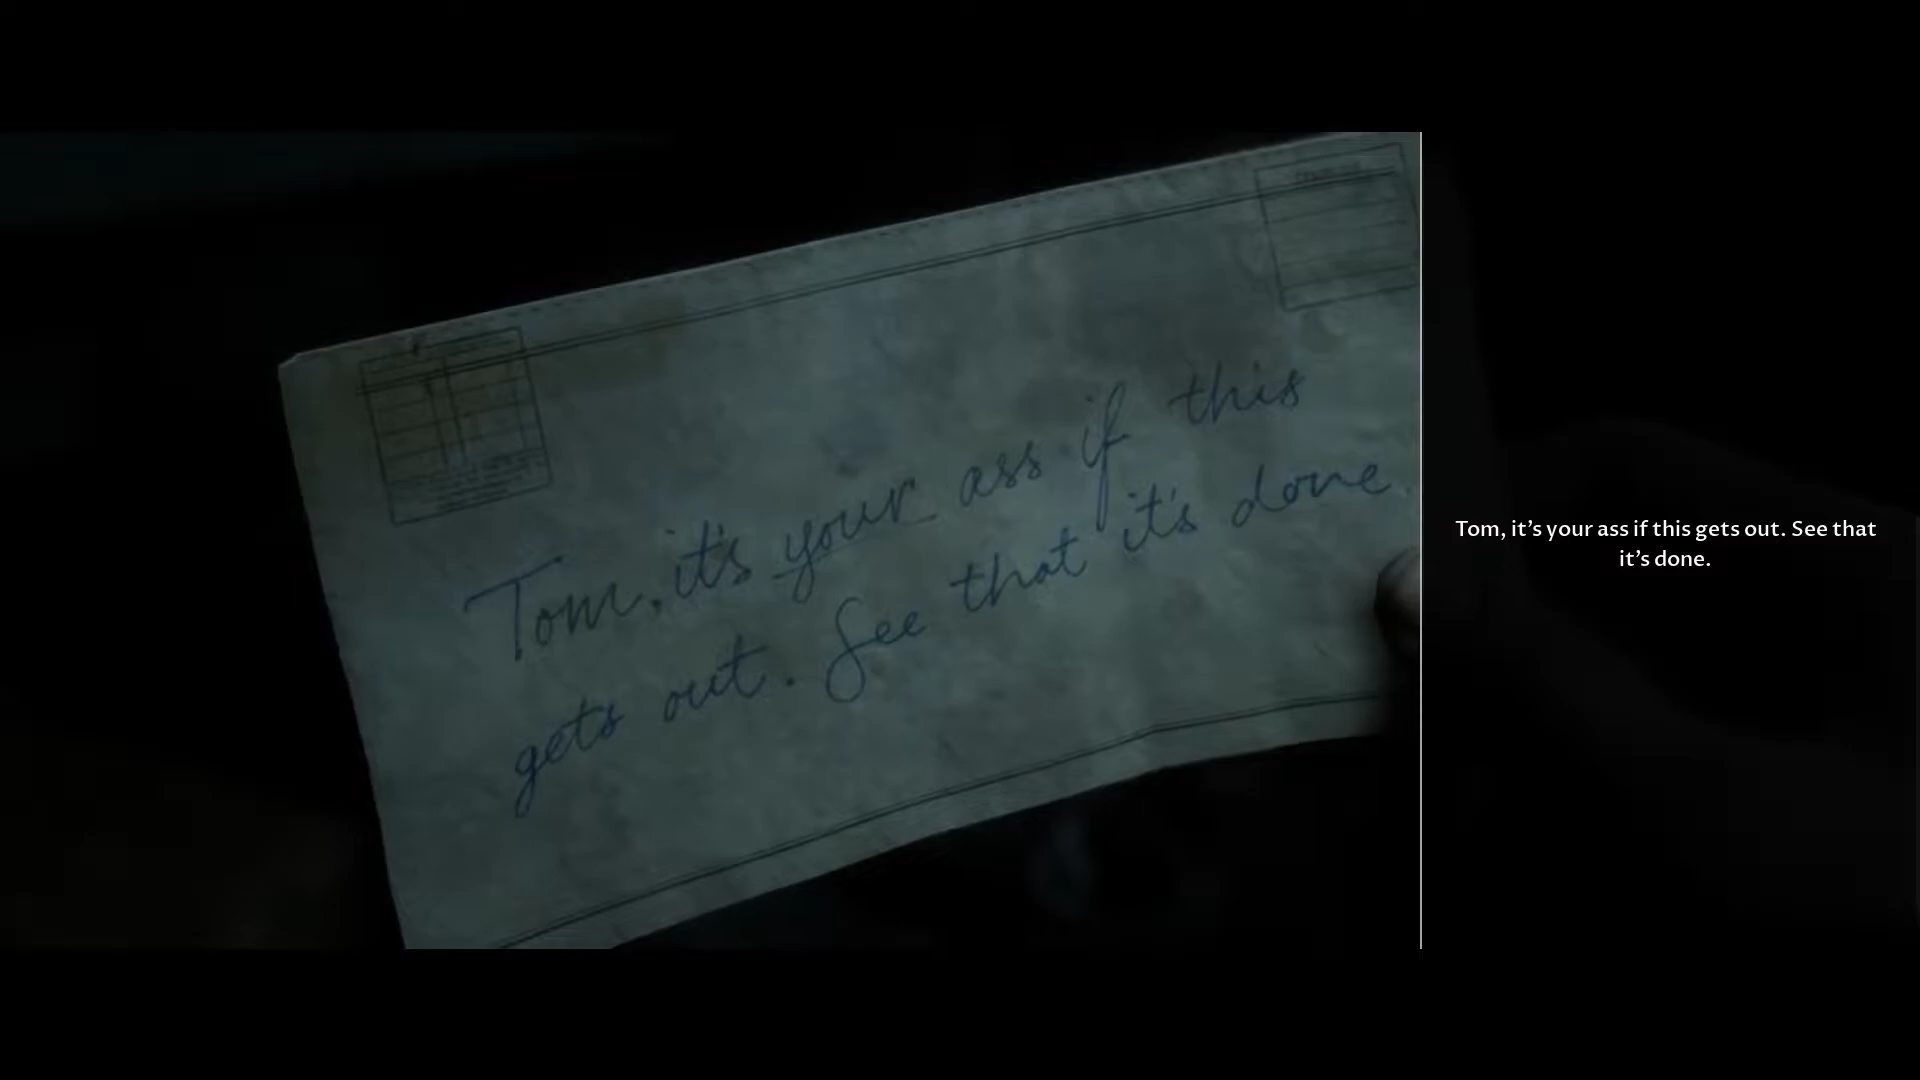 Tom, it's your ass if this
gets out. See that it's done.
Tom, it’s your ass if this gets out. See that
it’s done.